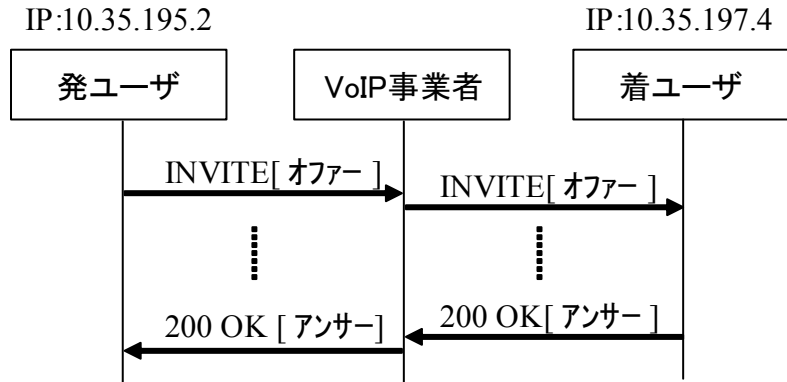 IP:10.35.195.2
IP:10.35.197.4
発ユーザ
VoIP事業者
着ユーザ
INVITE[ オファー ]
INVITE[ オファー ]
200 OK [ アンサー]
200 OK[ アンサー ]